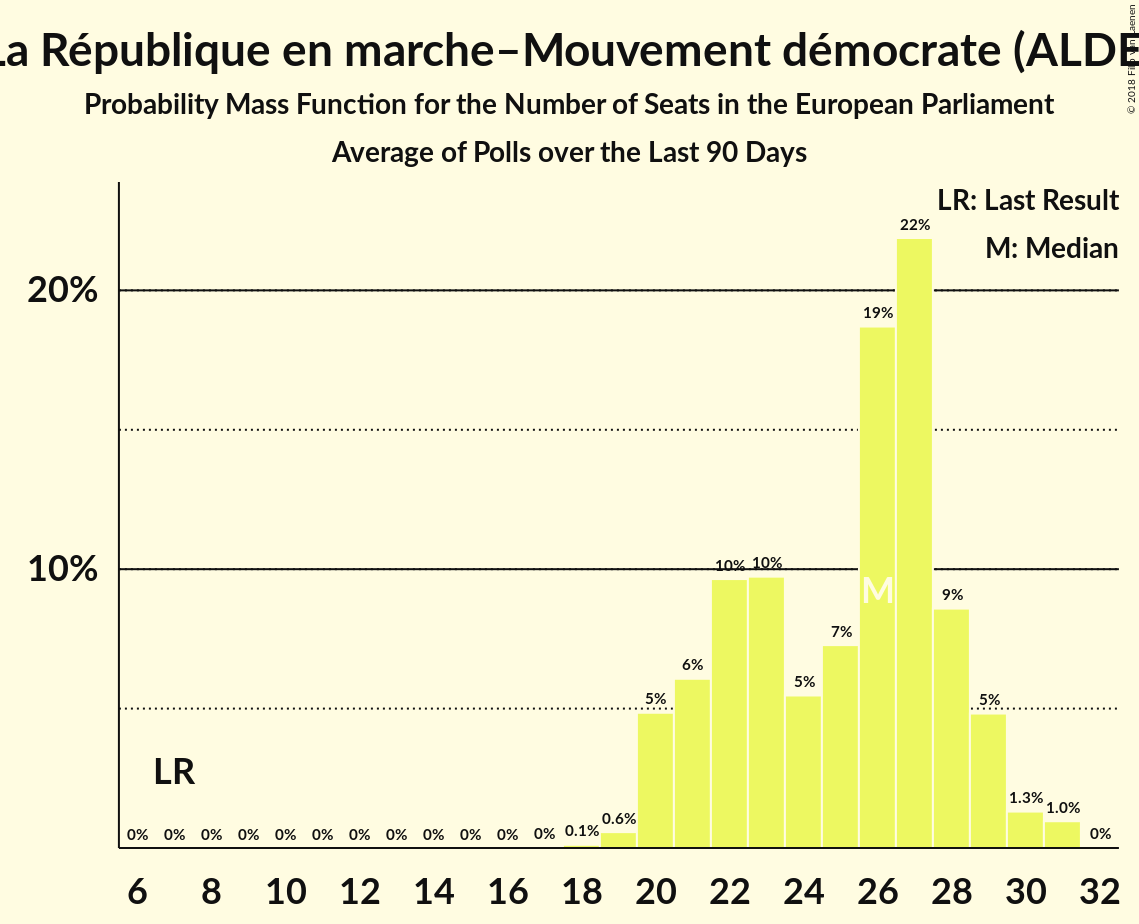 La République en marche–Mouvement démocrate (ALDE
© 2018 Filip van Laenen
Probability Mass Function for the Number of Seats in the European Parliament
Average of Polls over the Last 90 Days
LR: Last Result
M: Median
22%
20%
19%
10%
10% 10%
M
9%
7%
6%
5%
5%
5%
LR
1.3%
1.0%
0.6%
0.1%
0% 0% 0% 0% 0% 0% 0% 0% 0% 0% 0% 0% 0%
6 8 10 12 14 16 18 20 22 24 26 28 30 32